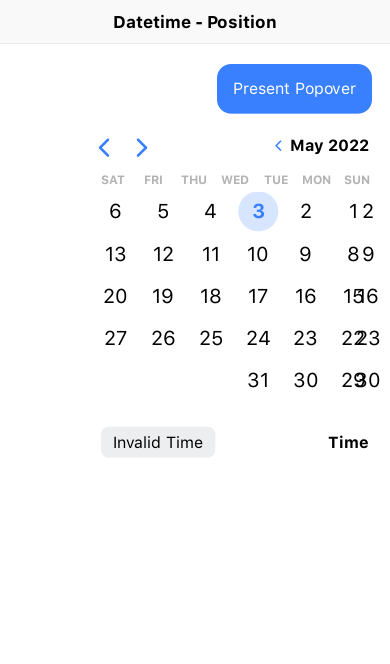 Datetime - Position
Present Popover
May 2022
SAT FRI THU WED TUE MON SUN
6 5 4 3 2 1 2
13 12 11 10 9 8 9
20 19 18 17 16 15 16
27 26 25 24 23 22 23
31 30 29 30
Invalid Time Time